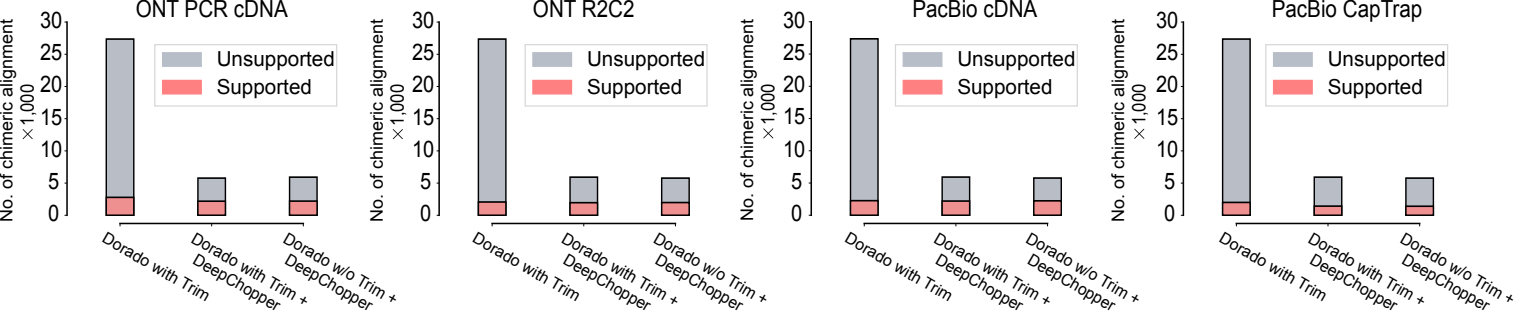 ONT PCR cDNA
No. of chimeric alignment
×1,000
30
25
20
15
10
5
0
Unsupported
Supported
Dorado with Trim
Dorado with Trim +
DeepChopper
Dorado w/o Trim +
DeepChopper
ONT R2C2
No. of chimeric alignment
×1,000
30
25
20
15
10
5
0
Unsupported
Supported
Dorado with Trim
Dorado with Trim +
DeepChopper
Dorado w/o Trim +
DeepChopper
PacBio cDNA
No. of chimeric alignment
×1,000
30
25
20
15
10
5
0
Unsupported
Supported
Dorado with Trim
Dorado with Trim +
DeepChopper
Dorado w/o Trim +
DeepChopper
PacBio CapTrap
No. of chimeric alignment
×1,000
30
25
20
15
10
5
0
Unsupported
Supported
Dorado with Trim
Dorado with Trim +
DeepChopper
Dorado w/o Trim +
DeepChopper